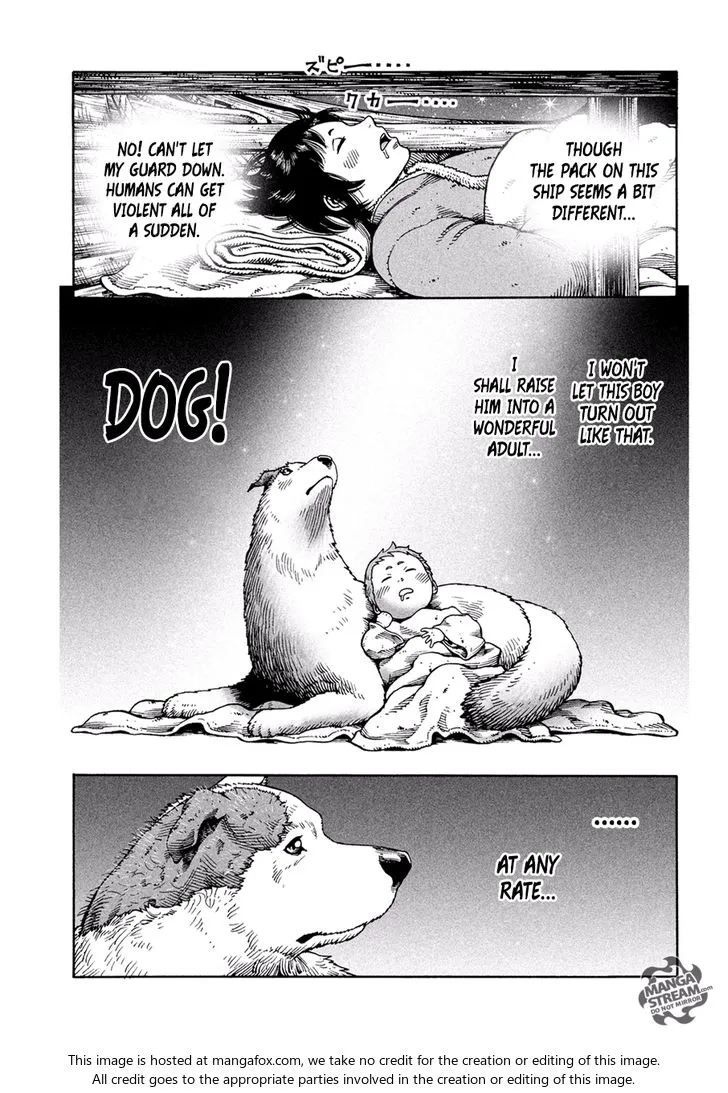 ズピー・・・・・
クカー・・・・・
THOUGH
THE PACK ON THIS
SHIP SEEMS A BIT
DIFFERENT...
NO! CAN'T LET
MY GUARD DOWN.
HUMANS CAN GET
VIOLENT ALL OF
A SUDDEN.
I WON'T
LET THIS BOY
TURN OUT
LIKE THAT.
I
SHALL RAISE
HIM INTO A
WONDERFUL
ADULT...
DOG!
......
AT ANY
RATE...
MANGA
STREAM.com
DO NOT MIRROR
This image is hosted at mangafox.com, we take no credit for the creation or editing of this image.
All credit goes to the appropriate parties involved in the creation or editing of this image.